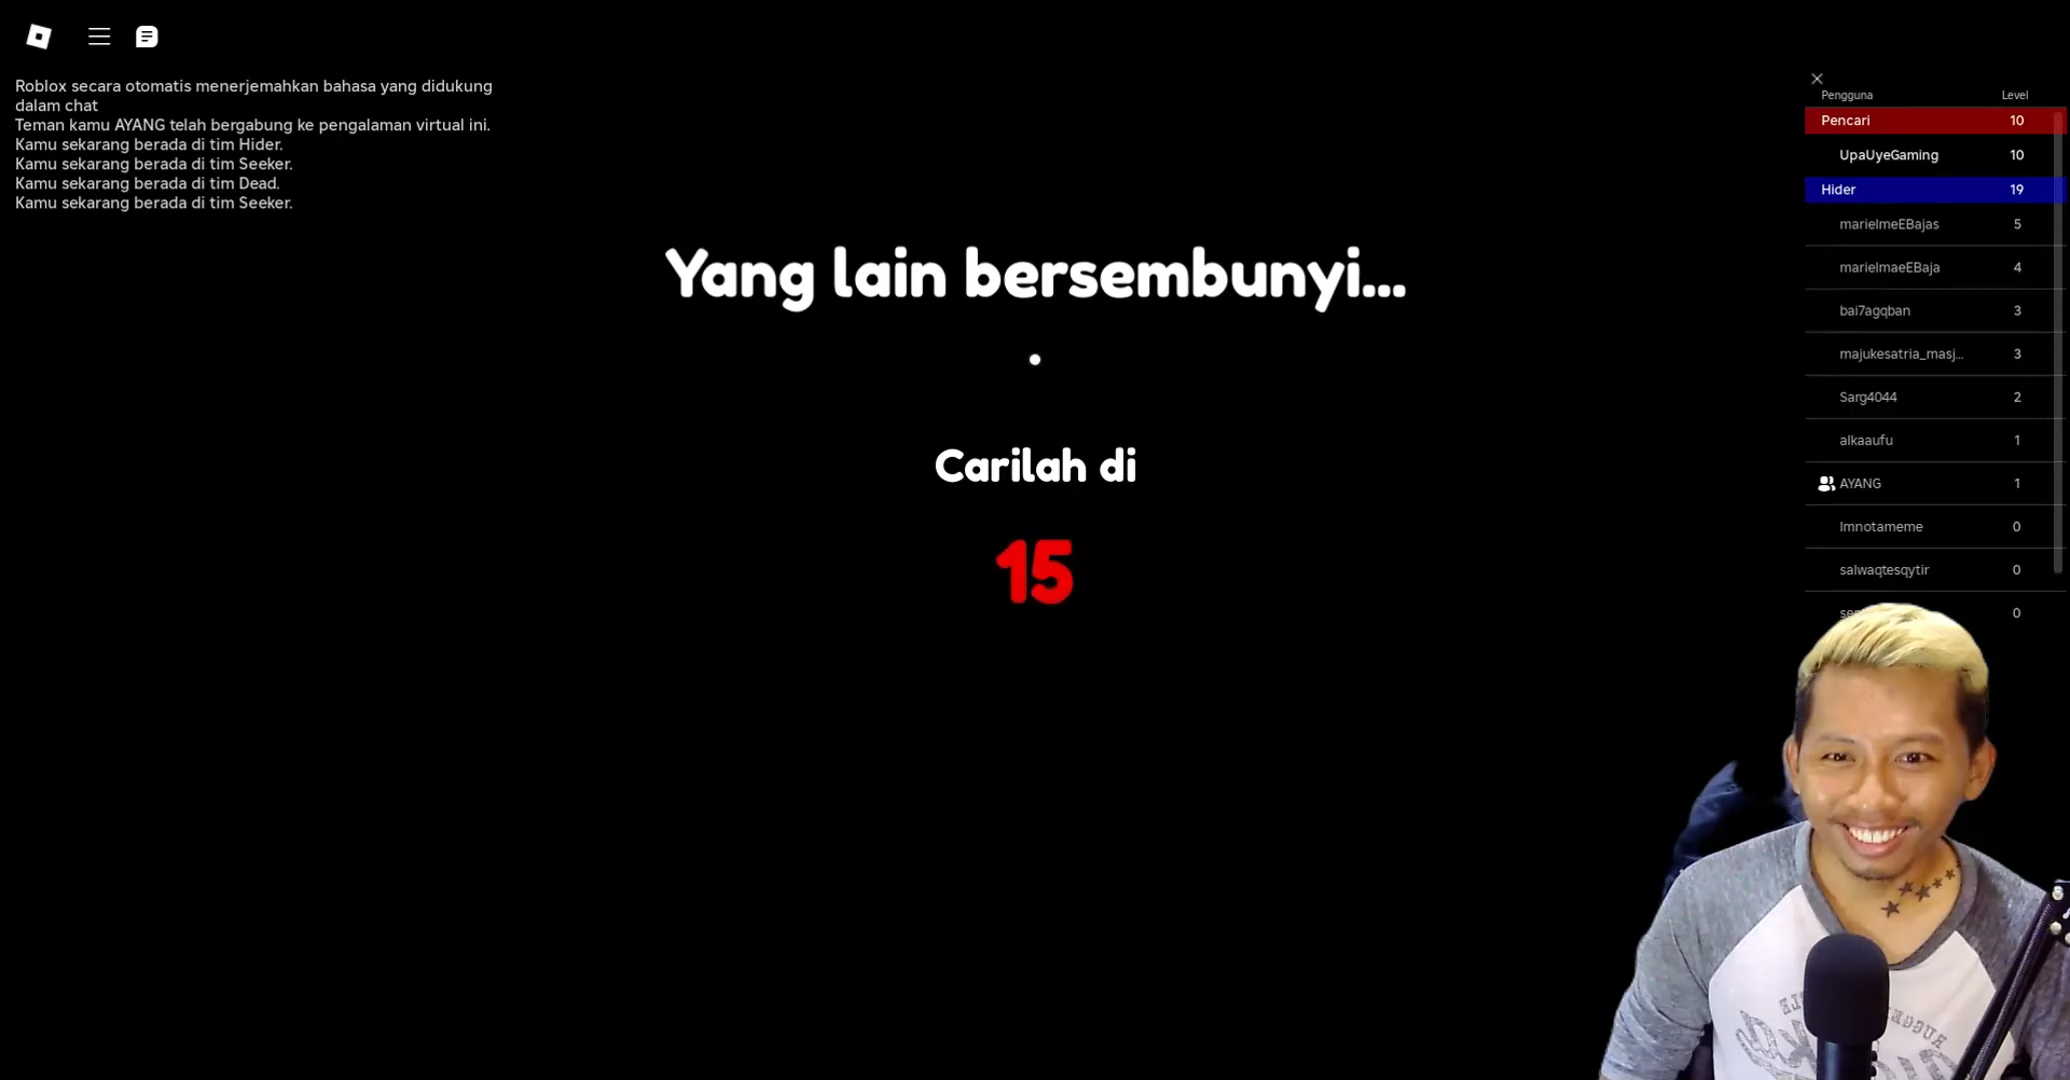 Roblox secara otomatis menerjemahkan bahasa yang didukung
dalam chat
Teman kamu AYANG telah bergabung ke pengalaman virtual ini.
Kamu sekarang berada di tim Hider.
Kamu sekarang berada di tim Seeker.
Kamu sekarang berada di tim Dead.
Kamu sekarang berada di tim Seeker.
Yang lain bersembunyi...
Carilah di
15
Pengguna Level
Pencari 10
UpaUyeGaming 10
Hider 19
marielmeEBajas 5
marielmaeEBaja 4
bai7agqban 3
majukesatria_masj... 3
Sarg4044 2
alkaaufu 1
AYANG 1
Imnotameme 0
salwaqtesqytir 0
0